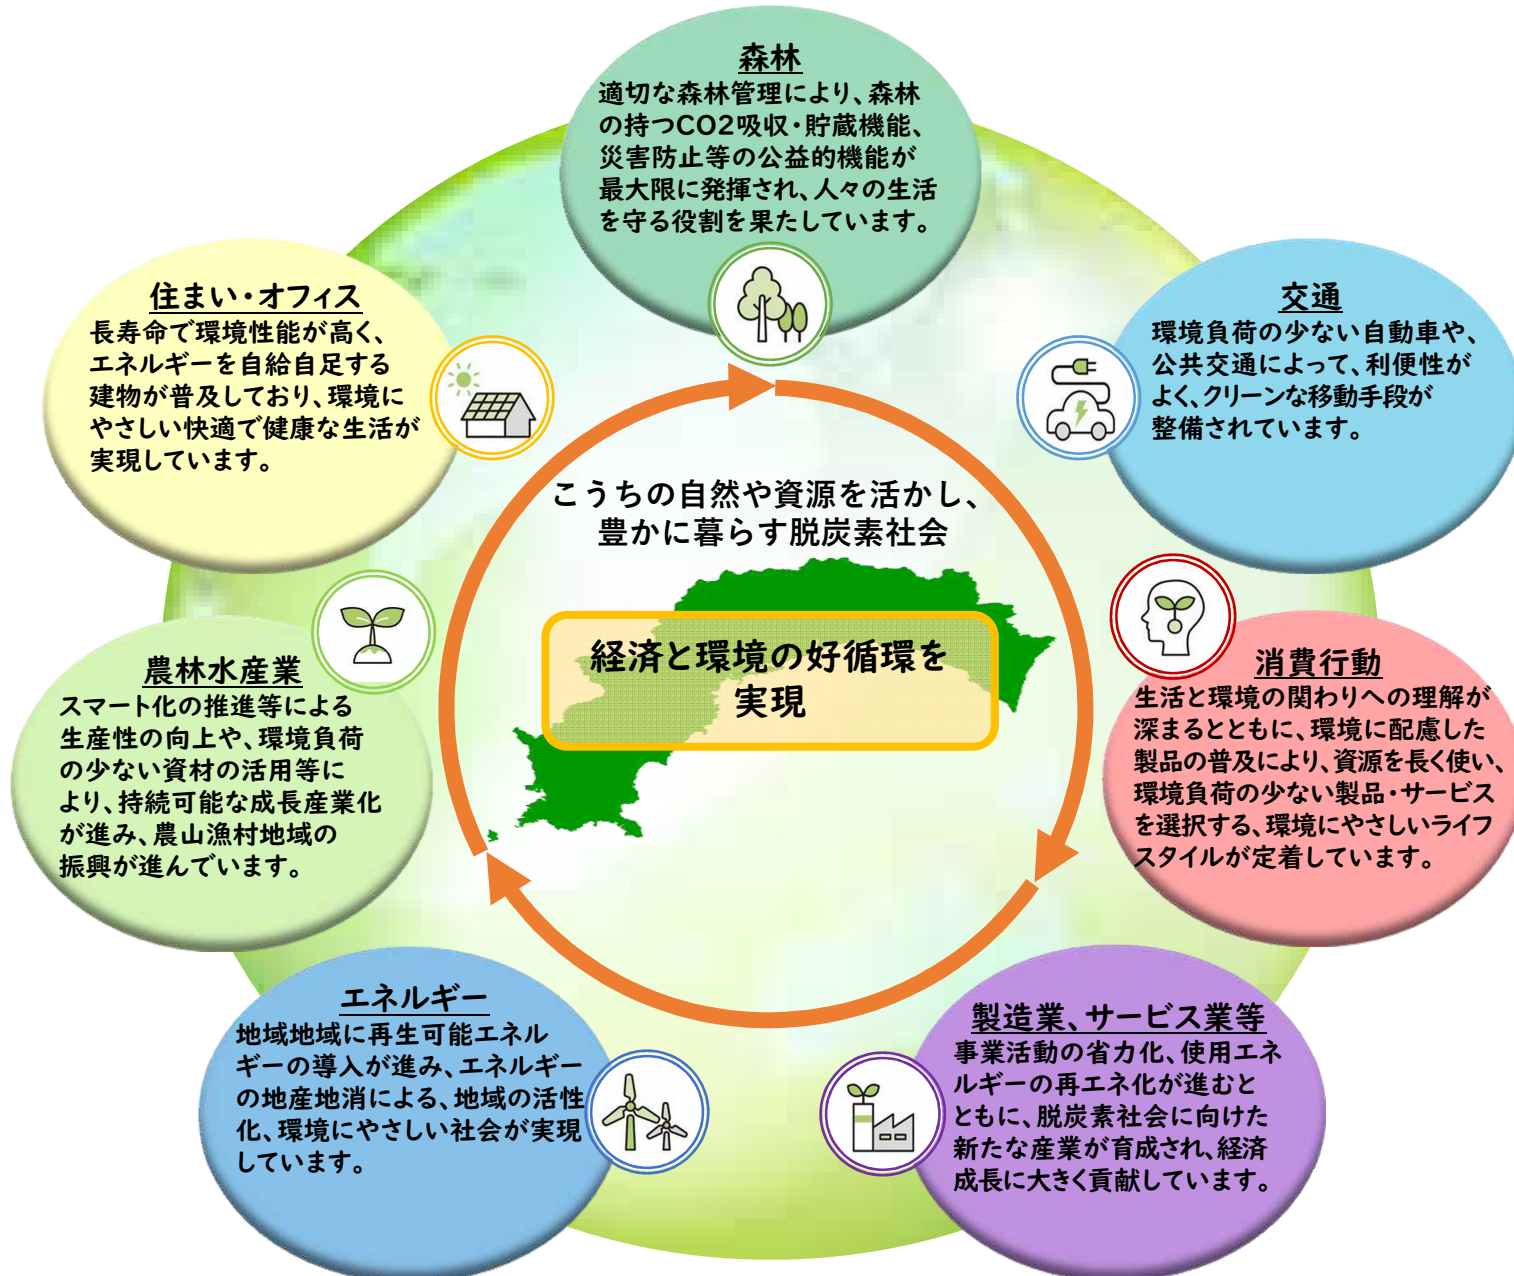 森林
適切な森林管理により、森林
の持つCO2吸収・貯蔵機能、
災害防止等の公益的機能が
最大限に発揮され、人々の生活
を守る役割を果たしています。
住まい・オフィス
長寿命で環境性能が高く、
エネルギーを自給自足する
建物が普及しており、環境に
やさしい快適で健康な生活が
実現しています。
交通
環境負荷の少ない自動車や、
公共交通によって、利便性が
よく、クリーンな移動手段が
整備されています。
こうちの自然や資源を活かし、
豊かに暮らす脱炭素社会
経済と環境の好循環を
実現
農林水産業
スマート化の推進等による
生産性の向上や、環境負荷
の少ない資材の活用等に
より、持続可能な成長産業化
が進み、農山漁村地域の
振興が進んでいます。
消費行動
生活と環境の関わりへの理解が
深まるとともに、環境に配慮した
製品の普及により、資源を長く使い、
環境負荷の少ない製品・サービス
を選択する、環境にやさしいライフ
スタイルが定着しています。
エネルギー
地域地域に再生可能エネル
ギーの導入が進み、エネルギー
の地産地消による、地域の活性
化、環境にやさしい社会が実現
しています。
製造業、サービス業等
事業活動の省力化、使用エネ
ルギーの再エネ化が進むと
ともに、脱炭素社会に向けた
新たな産業が育成され、経済
成長に大きく貢献しています。